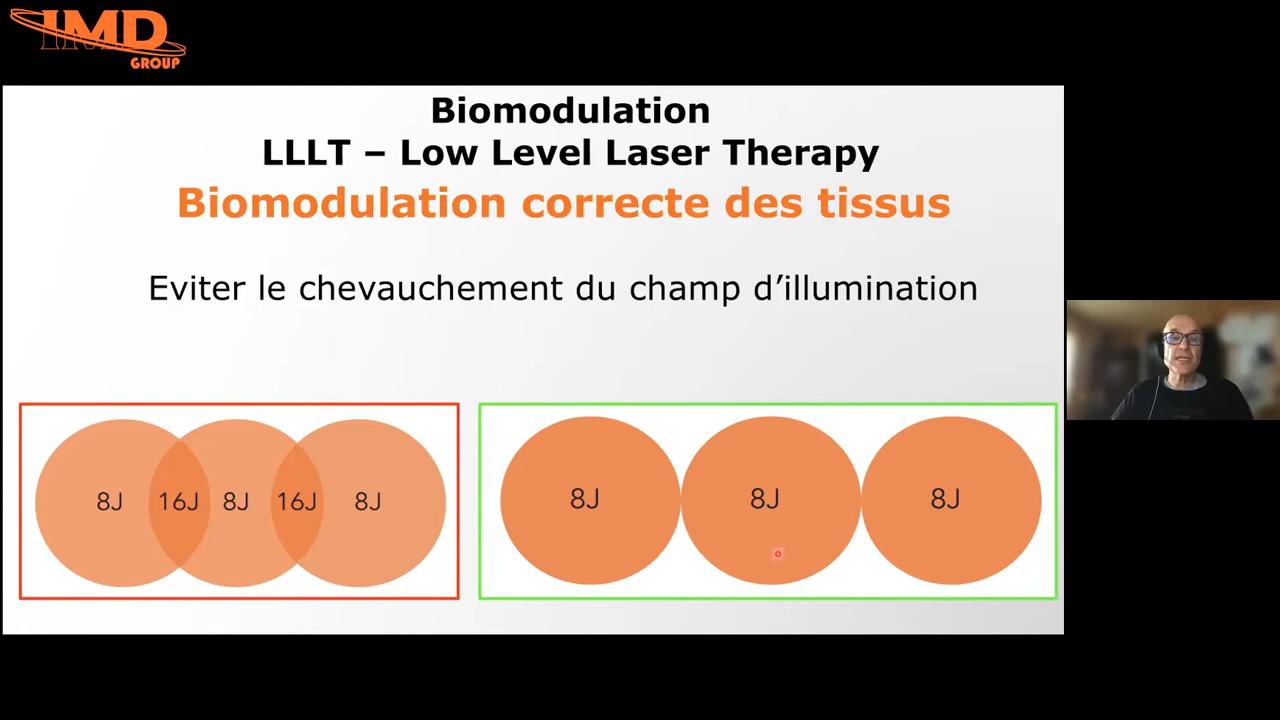 IMD
GROUP
Biomodulation
LLLT – Low Level Laser Therapy
Biomodulation correcte des tissus
Eviter le chevauchement du champ d’illumination
8J 16J 8J 16J 8J
8J 8J 8J